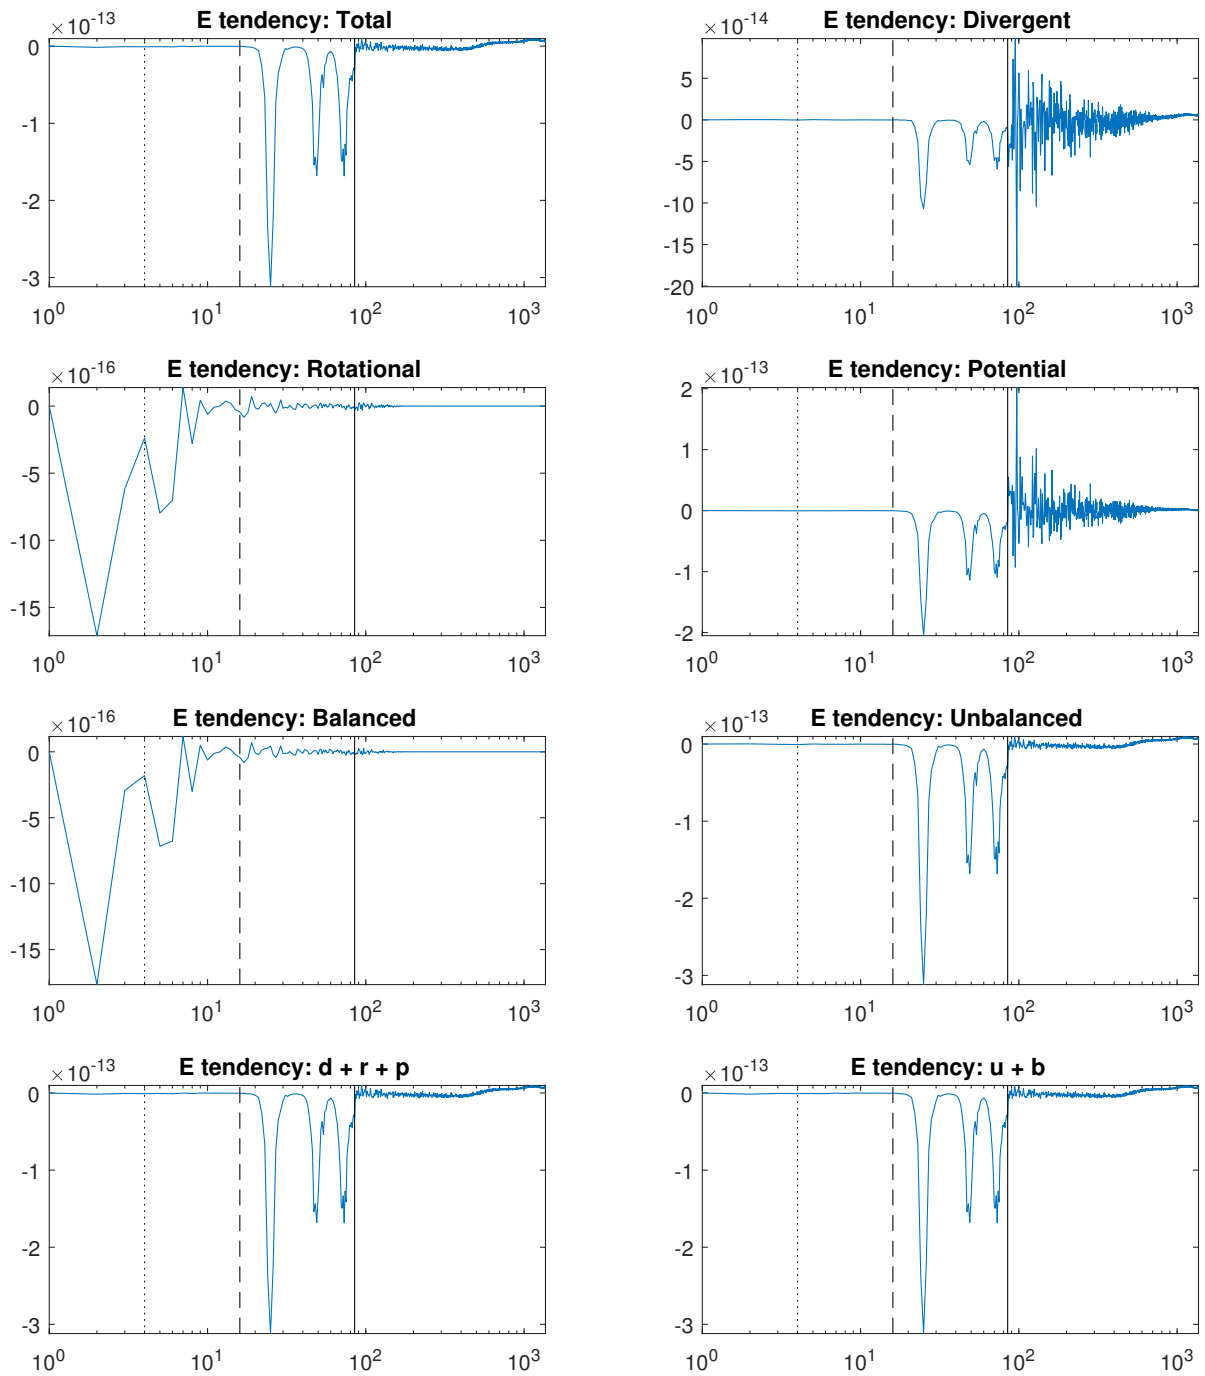 ×10^-13 E tendency: Total
0
-1
-2
-3
10^0 10^1 10^2 10^3
×10^-14 E tendency: Divergent
5
0
-5
-10
-15
-20
10^0 10^1 10^2 10^3
×10^-16 E tendency: Rotational
0
-5
-10
-15
10^0 10^1 10^2 10^3
×10^-13 E tendency: Potential
2
1
0
-1
-2
10^0 10^1 10^2 10^3
×10^-16 E tendency: Balanced
0
-5
-10
-15
10^0 10^1 10^2 10^3
×10^-13 E tendency: Unbalanced
0
-1
-2
-3
10^0 10^1 10^2 10^3
×10^-13 E tendency: d + r + p
0
-1
-2
-3
10^0 10^1 10^2 10^3
×10^-13 E tendency: u + b
0
-1
-2
-3
10^0 10^1 10^2 10^3